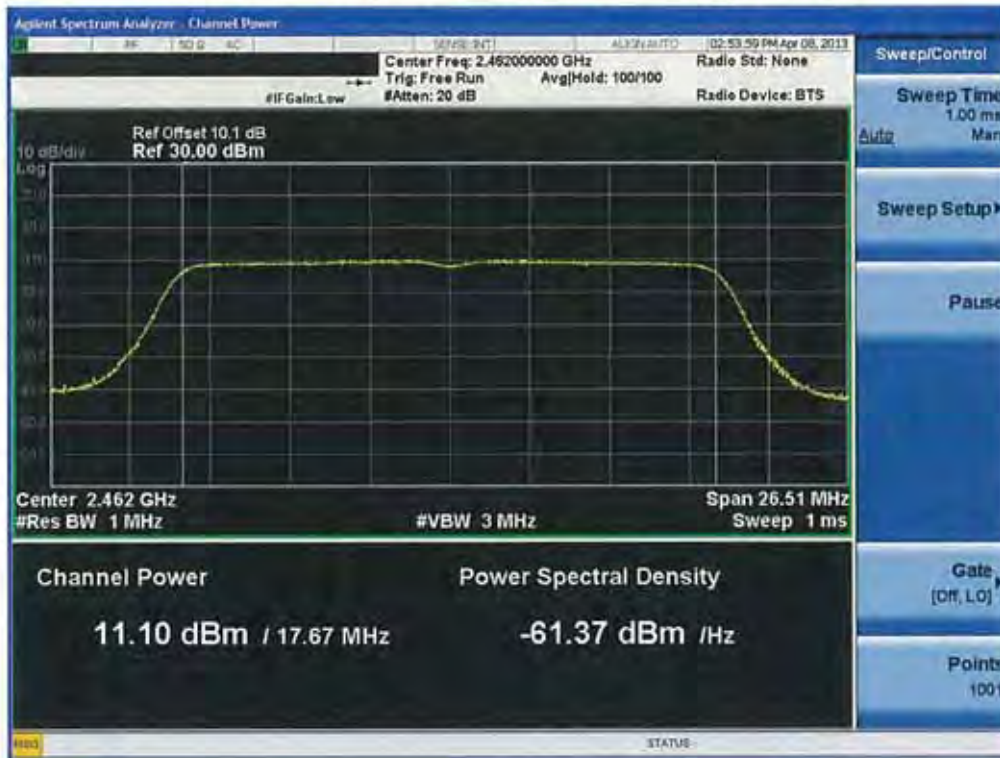 Agilent Spectrum Analyzer - Channel Power
RF 50 Ω AC SENSE:INT ALIGN AUTO 02:53:59 PM Apr 08, 2013
Center Freq: 2.462000000 GHz Radio Std: None
Trig: Free Run Avg|Hold: 100/100
#IFGain:Low #Atten: 20 dB Radio Device: BTS
Ref Offset 10.1 dB
10 dB/div Ref 30.00 dBm
Log
Center 2.462 GHz Span 26.51 MHz
#Res BW 1 MHz #VBW 3 MHz Sweep 1 ms
Channel Power Power Spectral Density
11.10 dBm / 17.67 MHz -61.37 dBm /Hz
MSG STATUS
Sweep/Control
Sweep Time
1.00 ms
Auto Man
Sweep Setup
Pause
Gate
[Off, LO]
Points
1001